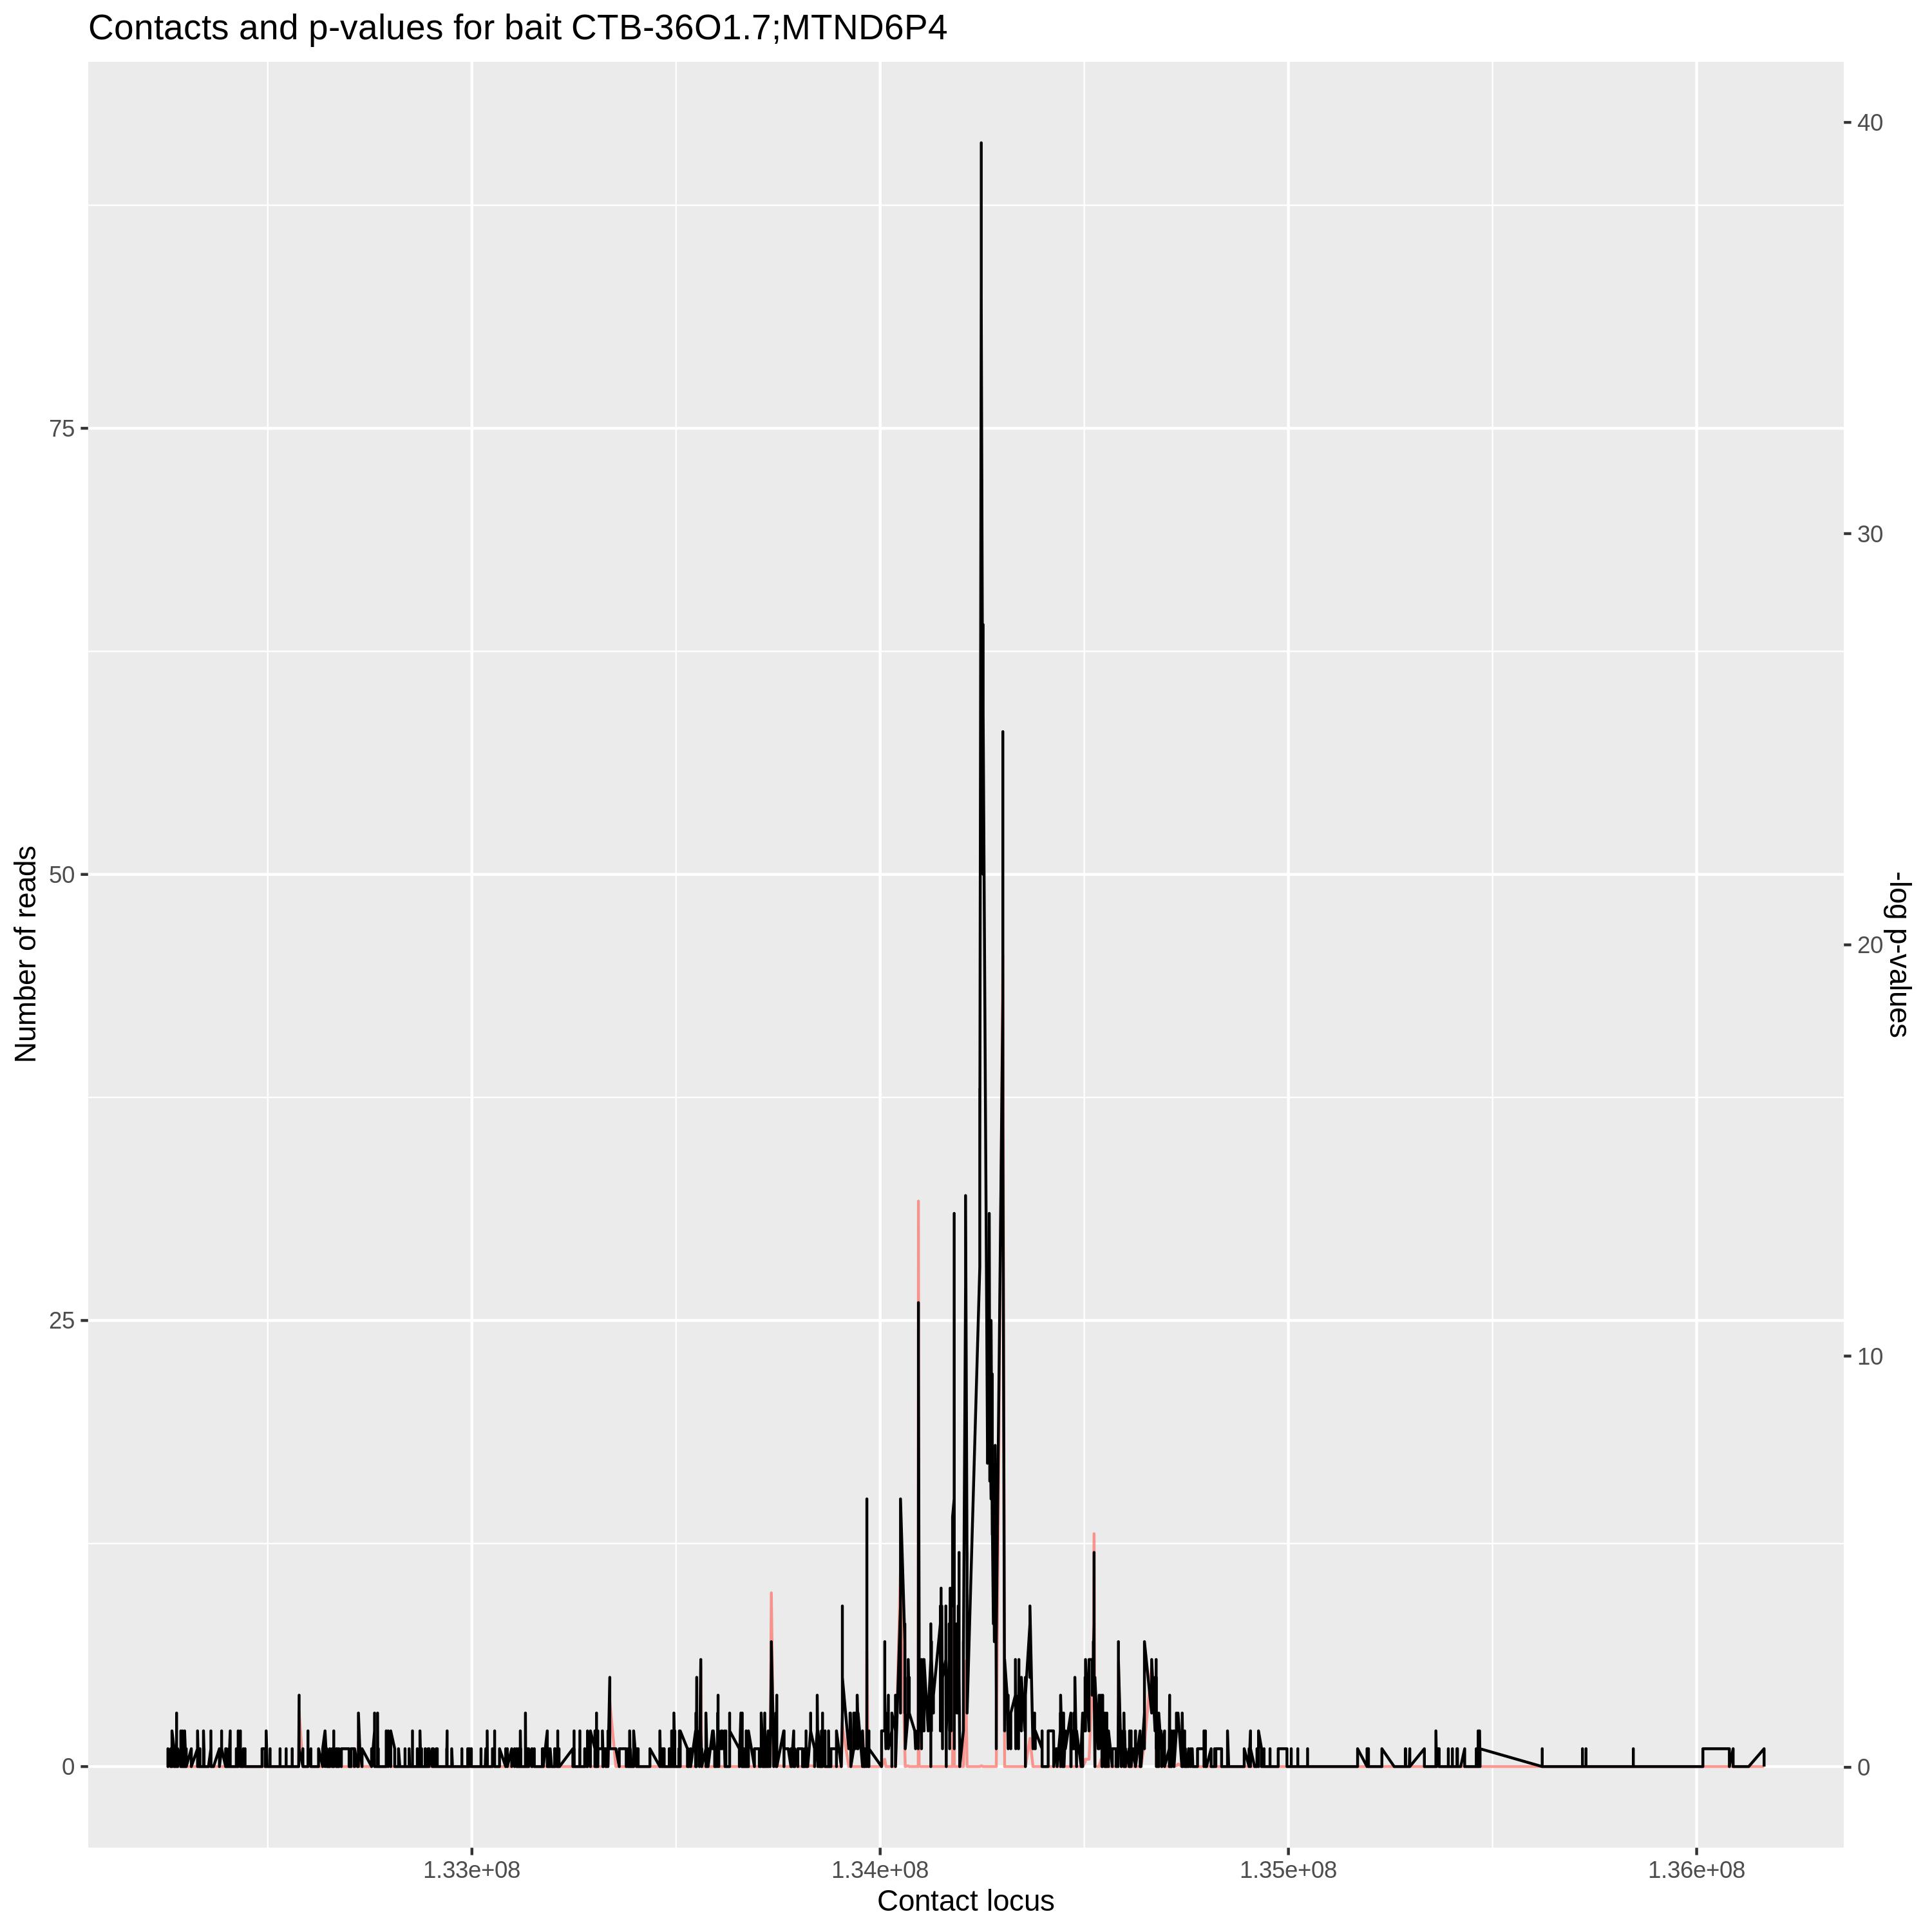 Contacts and p-values for bait CTB-36O1.7;MTND6P4
40
75
30
Number of reads
50
-log p-values
20
25
10
0
0
1.33e+08
1.34e+08
1.35e+08
1.36e+08
Contact locus